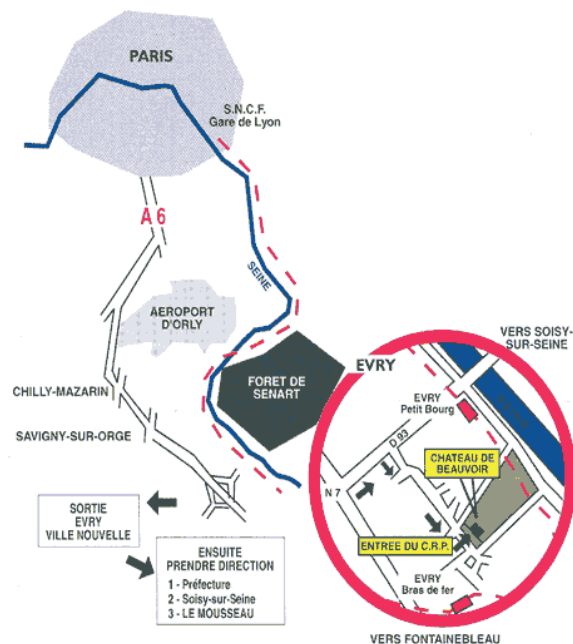 PARIS
S.N.C.F.
Gare de Lyon
A 6
SEINE
AEROPORT
D'ORLY
FORET DE
SENART
CHILLY-MAZARIN
SAVIGNY-SUR-ORGE
SORTIE
EVRY
VILLE NOUVELLE
ENSUITE
PRENDRE DIRECTION
1 - Préfecture
2 - Soisy-sur-Seine
3 - LE MOUSSEAU
VERS SOISY-
SUR-SEINE
EVRY
EVRY
Petit Bourg
D 93
CHATEAU DE
BEAUVOIR
N 7
ENTREE DU C.R.P.
EVRY
Bras de fer
VERS FONTAINEBLEAU